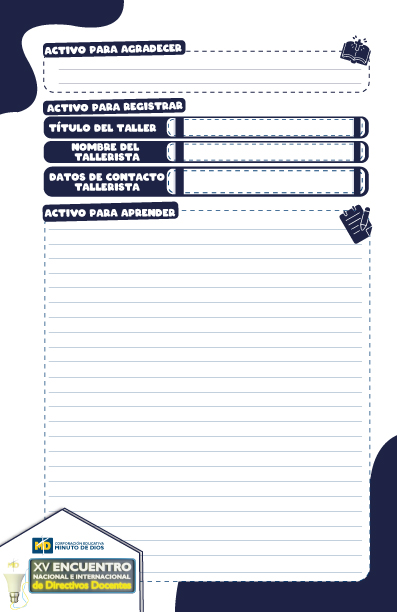 ACTIVO PARA AGRADECER
ACTIVO PARA REGISTRAR
TÍTULO DEL TALLER
NOMBRE DEL
TALLERISTA
DATOS DE CONTACTO
TALLERISTA
ACTIVO PARA APRENDER
MD
CORPORACIÓN EDUCATIVA
MINUTO DE DIOS
XV ENCUENTRO
NACIONAL E INTERNACIONAL
de Directivos Docentes